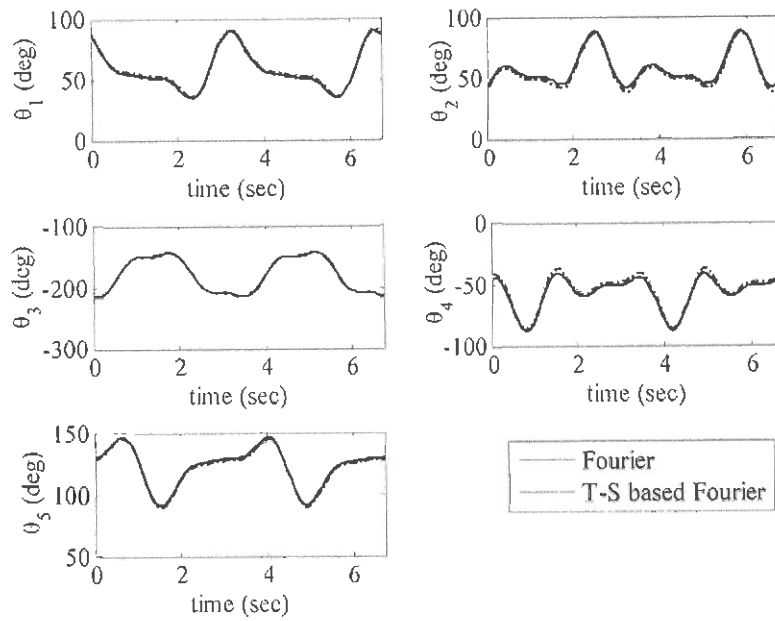 100
50
0
θ1 (deg)
0 2 4 6
time (sec)
100
50
0
θ2 (deg)
0 2 4 6
time (sec)
-100
-200
-300
θ3 (deg)
0 2 4 6
time (sec)
0
-50
-100
θ4 (deg)
0 2 4 6
time (sec)
150
100
50
θ5 (deg)
0 2 4 6
time (sec)
Fourier
T-S based Fourier